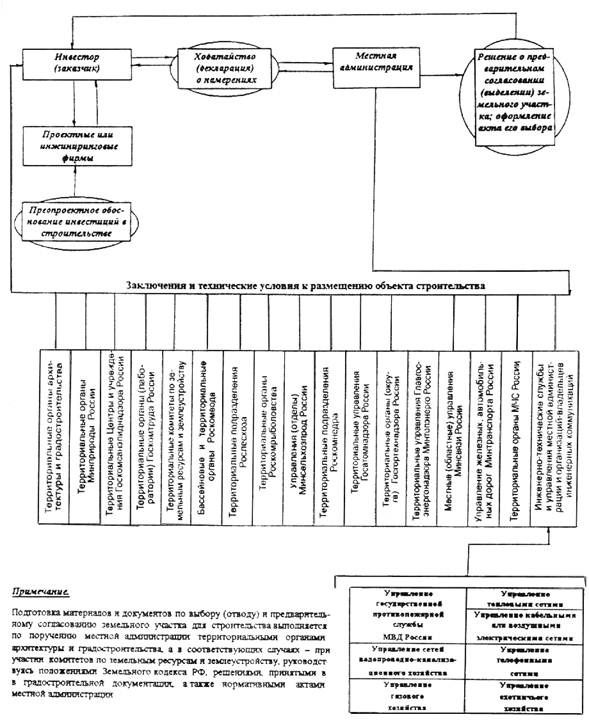 Инвестор
(заказчик)
Ходатайство
(декларация)
о намерениях
Местная
администрация
Решение о пред-
варительном
согласовании
(выделении) зе-
мельного участ-
ка; оформление
акта его выбора
Проектные или
инжиниринговые
фирмы
Препроектное обос-
нование инвестиций в
строительстве
Заключения и технические условия к размещению объекта строительства
Территориальные органы архи-
тектуры и градостроительства
Территориальные органы
Минприроды России
Территориальные Центры и учрежде-
ния Госкомсанэпиднадзора России
Территориальные органы (лабо-
ратории) Госкомтруда России
Территориальные комитеты по зе-
мельным ресурсам и землеустройству
Бассейновые и территориальные
органы Роскомвода
Территориальные подразделения
Рослесхоза
Территориальные органы
Роскомрыболовства
Управления (отделы)
Минсельхозпрод России
Территориальные подразделения
Роскомнедра
Территориальные управления
Госатомнадзора России
Территориальные органы (окру-
га) Госгортехнадзора России
Территориальные управления Главгос-
энергонадзора Минтопэнерго России
Местные (областные) управления
Минсвязи России
Управление железных, автомобиль-
ных дорог Минтранспорта России
Территориальные органы МЧС России
Инженерно-технические службы
и управления местной админист-
рации и организаций-владельцев
инженерных коммуникаций
Управление
государственной
противопожарной
службы
МВД России
Управление
тепловыми сетями
Управление кабельными
или воздушными
электрическими сетями
Управление сетей
водопроводно-канализа-
ционного хозяйства
Управление
телефонными
сетями
Управление
газового
хозяйства
Управление
охотничьего
хозяйства
Примечание.
Подготовка материалов и документов по выбору (отводу) и предваритель-
ному согласованию земельного участка для строительства выполняется
по поручению местной администрации территориальными органами
архитектуры и градостроительства, а в соответствующих случаях – при
участии комитетов по земельным ресурсам и землеустройству, руководст
вуясь положениями Земельного кодекса РФ, решениями, принятыми в
в градостроительной документации, а также нормативными актами
местной администрации